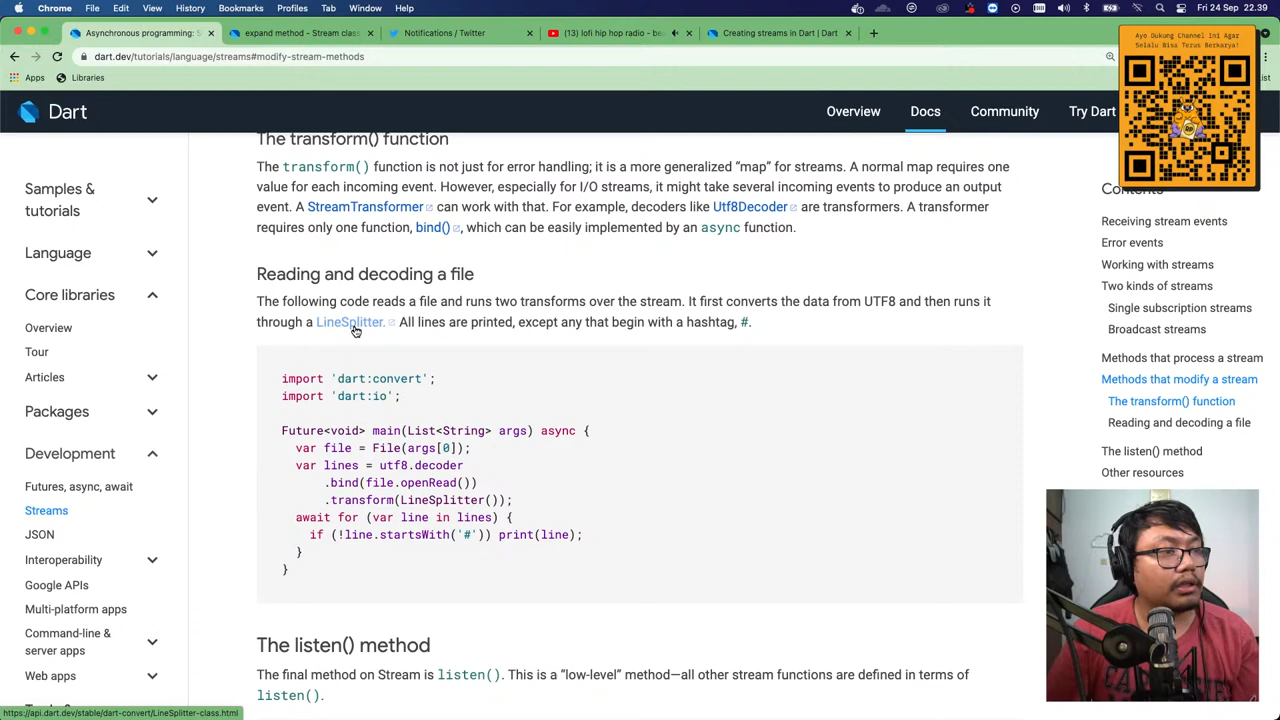 Chrome File Edit View History Bookmarks Profiles Tab Window Help Fri 24 Sep 22.39
Asynchronous programming: S
expand method - Stream class
Notifications / Twitter
(13) lofi hip hop radio - be
Creating streams in Dart | Dart
dart.dev/tutorials/language/streams#modify-stream-methods
Apps Libraries
Ayo Dukung Channel Ini Agar
Selalu Bisa Terus Berkarya!
Dart
Overview Docs Community Try Dart
Samples &
tutorials
Language
Core libraries
Overview
Tour
Articles
Packages
Development
Futures, async, await
Streams
JSON
Interoperability
Google APIs
Multi-platform apps
Command-line &
server apps
Web apps
The transform() function
The transform() function is not just for error handling; it is a more generalized “map” for streams. A normal map requires one
value for each incoming event. However, especially for I/O streams, it might take several incoming events to produce an output
event. A StreamTransformer can work with that. For example, decoders like Utf8Decoder are transformers. A transformer
requires only one function, bind(), which can be easily implemented by an async function.
Reading and decoding a file
The following code reads a file and runs two transforms over the stream. It first converts the data from UTF8 and then runs it
through a LineSplitter. All lines are printed, except any that begin with a hashtag, #.
import 'dart:convert';
import 'dart:io';
Future<void> main(List<String> args) async {
var file = File(args[0]);
var lines = utf8.decoder
.bind(file.openRead())
.transform(LineSplitter());
await for (var line in lines) {
if (!line.startsWith('#')) print(line);
}
}
The listen() method
The final method on Stream is listen(). This is a “low-level” method—all other stream functions are defined in terms of
listen().
Contents
Receiving stream events
Error events
Working with streams
Two kinds of streams
Single subscription streams
Broadcast streams
Methods that process a stream
Methods that modify a stream
The transform() function
Reading and decoding a file
The listen() method
Other resources
https://api.dart.dev/stable/dart-convert/LineSplitter-class.html